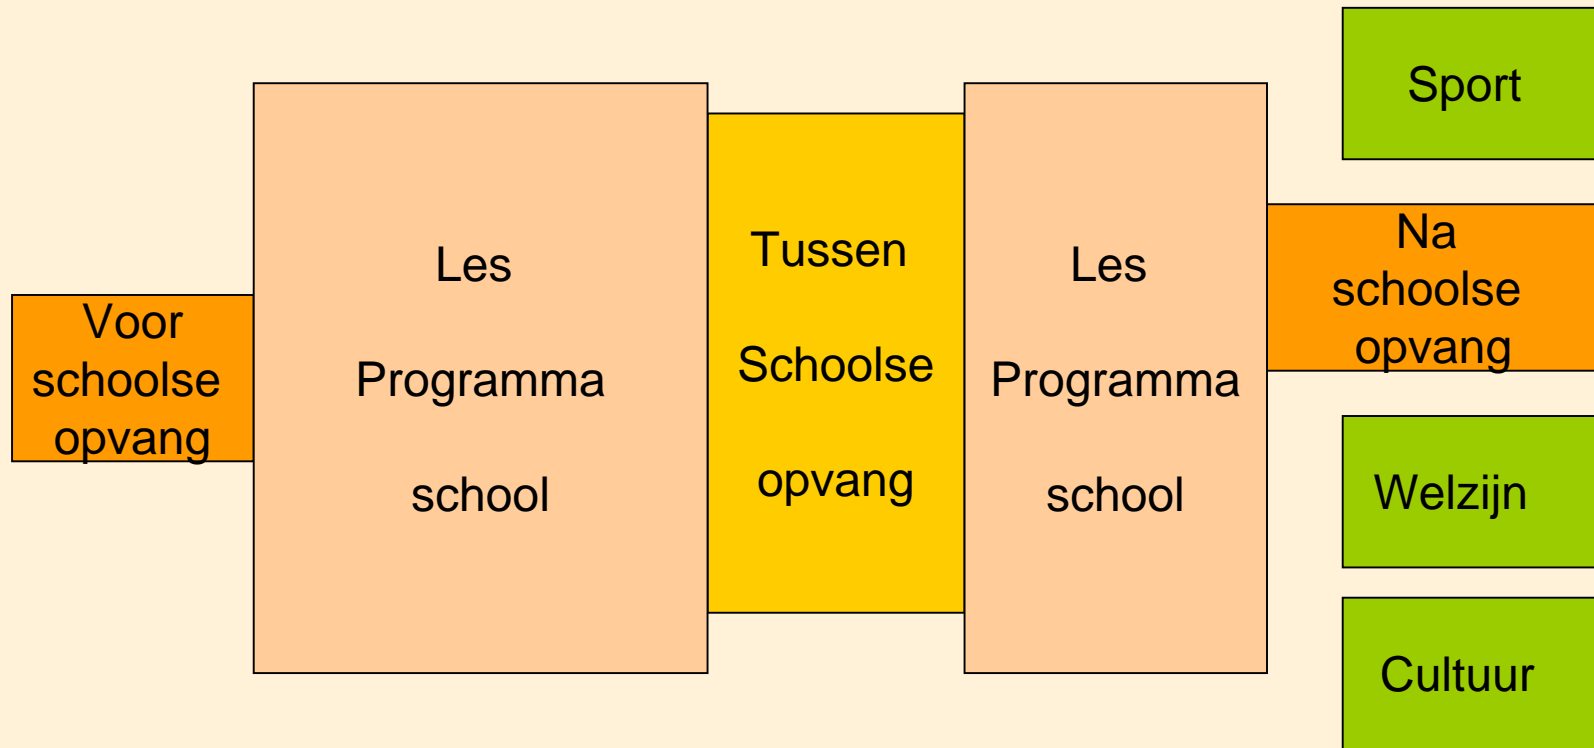 Voor
schoolse
opvang
Les
Programma
school
Tussen
Schoolse
opvang
Les
Programma
school
Sport
Na
schoolse
opvang
Welzijn
Cultuur